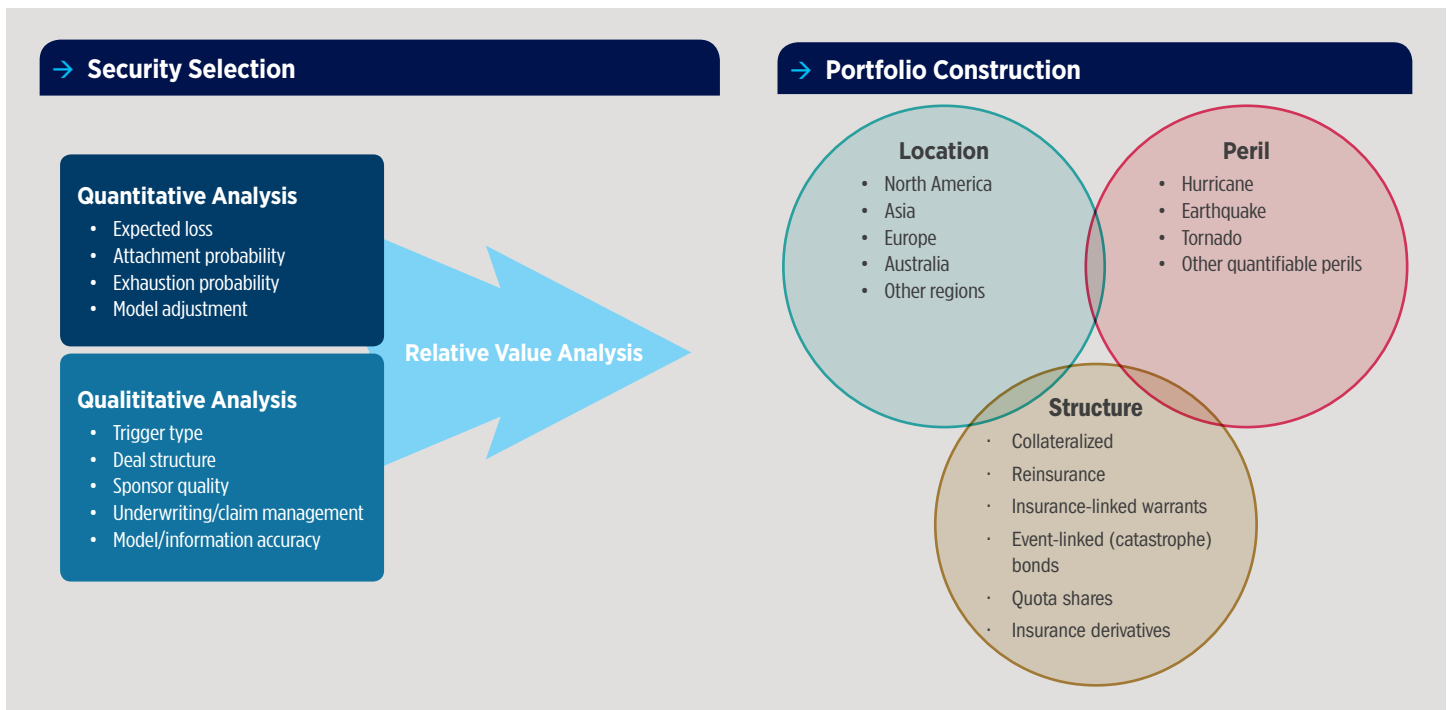 → Security Selection
Quantitative Analysis
• Expected loss
• Attachment probability
• Exhaustion probability
• Model adjustment
Qualititative Analysis
• Trigger type
• Deal structure
• Sponsor quality
• Underwriting/claim management
• Model/information accuracy
Relative Value Analysis
→ Portfolio Construction
Location
• North America
• Asia
• Europe
• Australia
• Other regions
Peril
• Hurricane
• Earthquake
• Tornado
• Other quantifiable perils
Structure
· Collateralized
· Reinsurance
· Insurance-linked warrants
· Event-linked (catastrophe)
bonds
· Quota shares
· Insurance derivatives